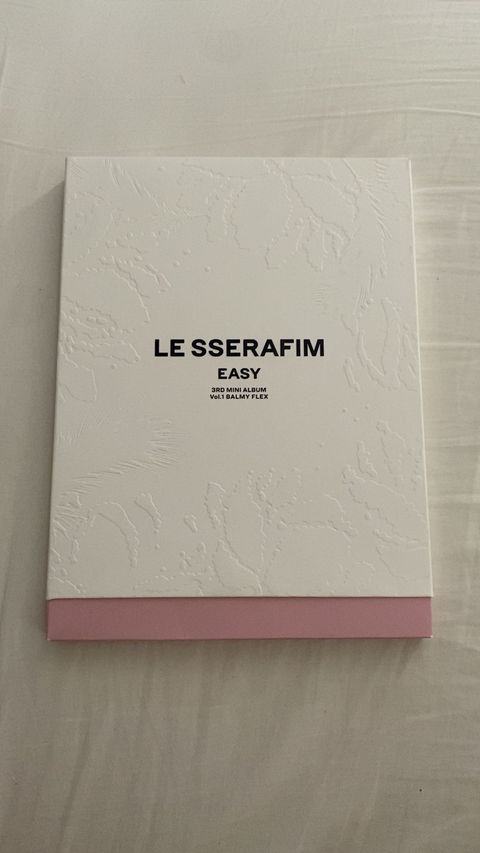 LE SSERAFIM
EASY
3RD MINI ALBUM
Vol.1 BALMY FLEX